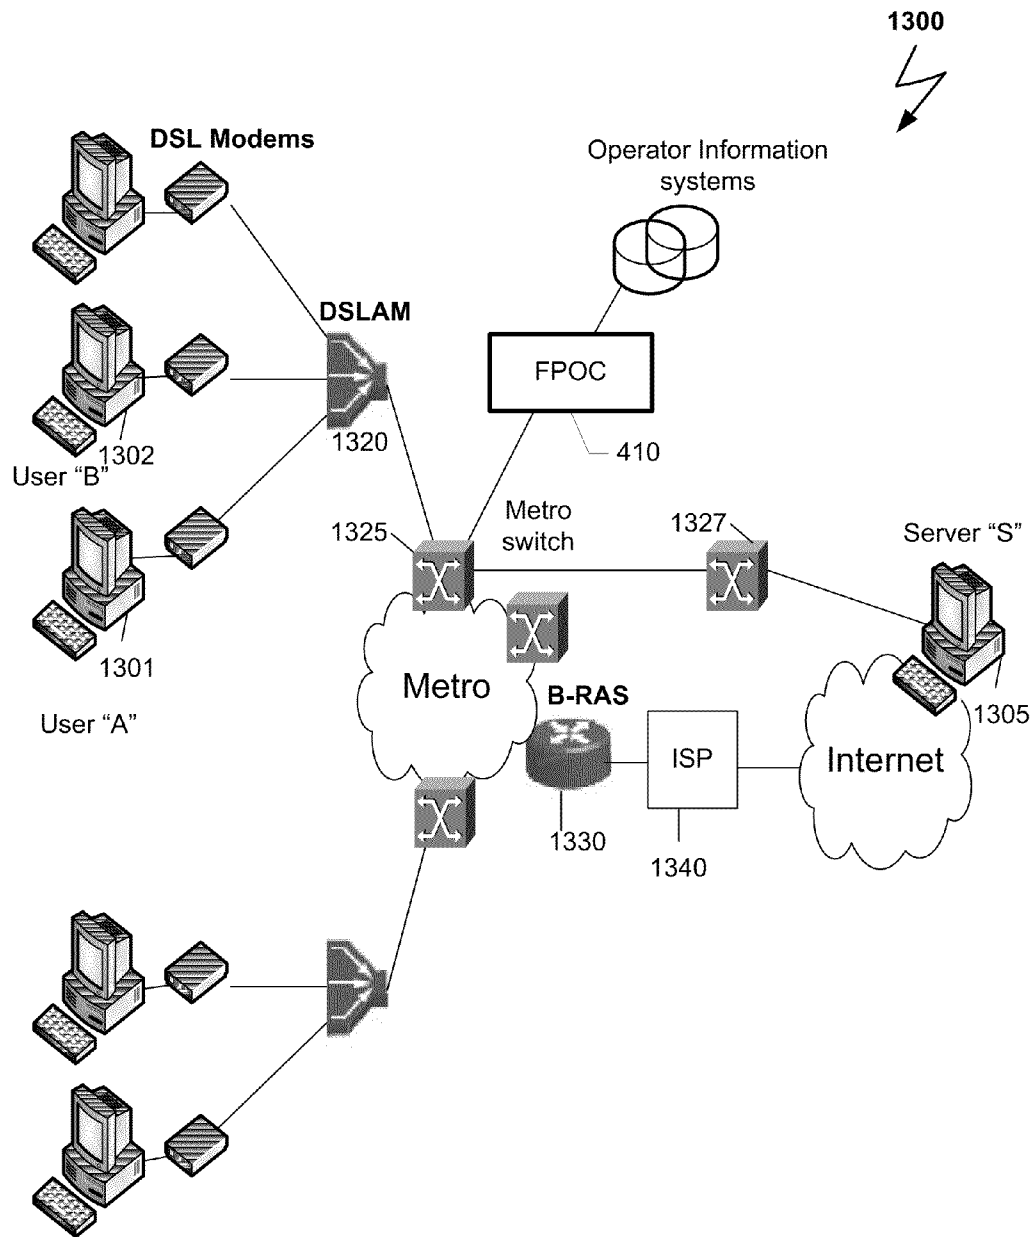 1300
DSL Modems
Operator Information
systems
DSLAM
FPOC
1320
410
1302
User “B”
Metro
switch
1325
1327
Server “S”
1301
User “A”
Metro
B-RAS
1305
ISP
Internet
1330
1340